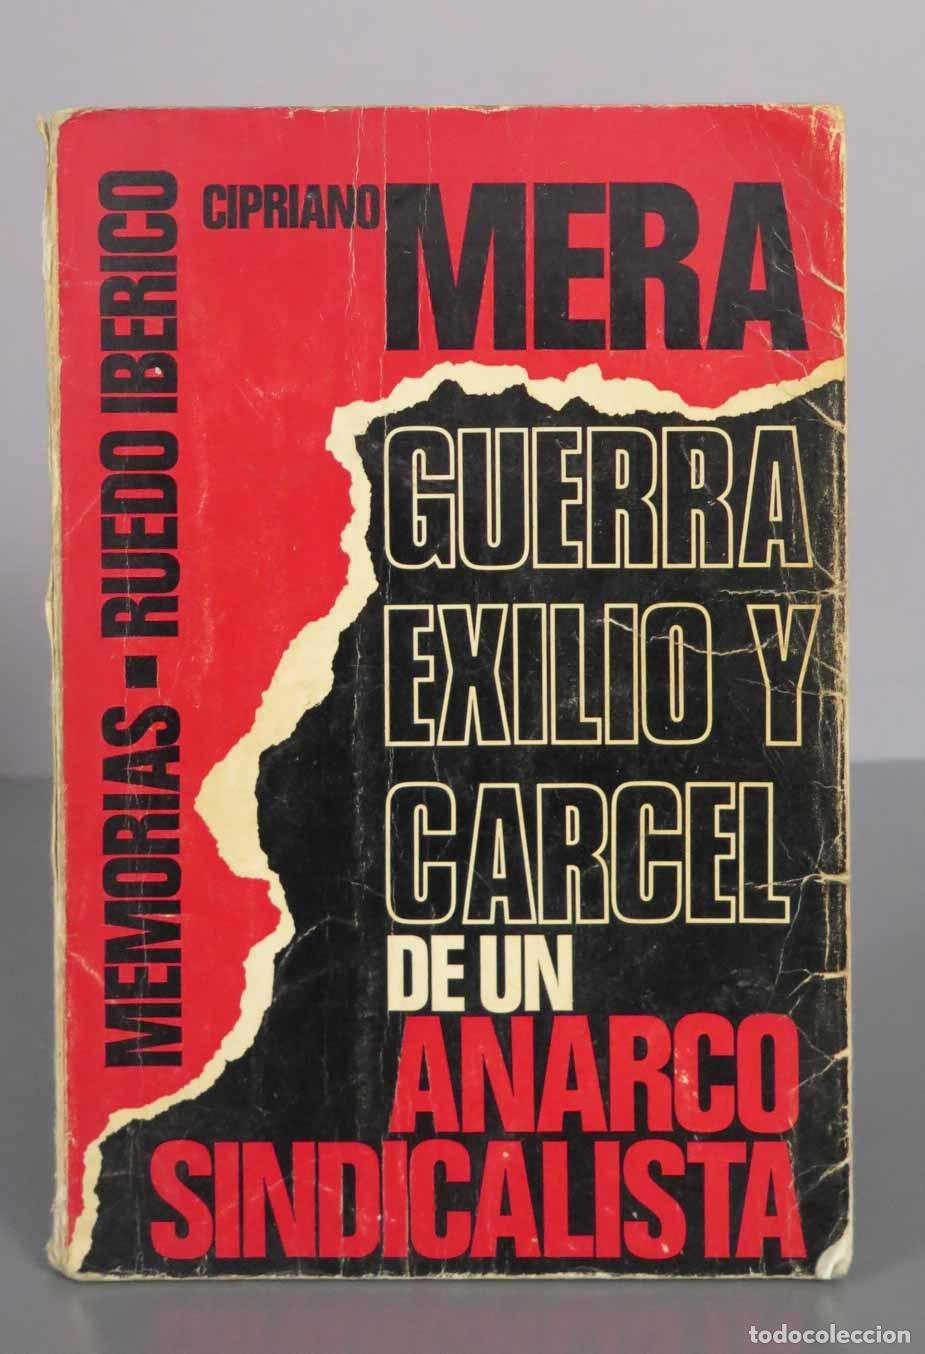 CIPRIANO MERA
GUERRA
EXILIO Y
CARCEL
DE UN
ANARCO
SINDICALISTA
MEMORIAS ▪ RUEDO IBERICO
todocoleccion